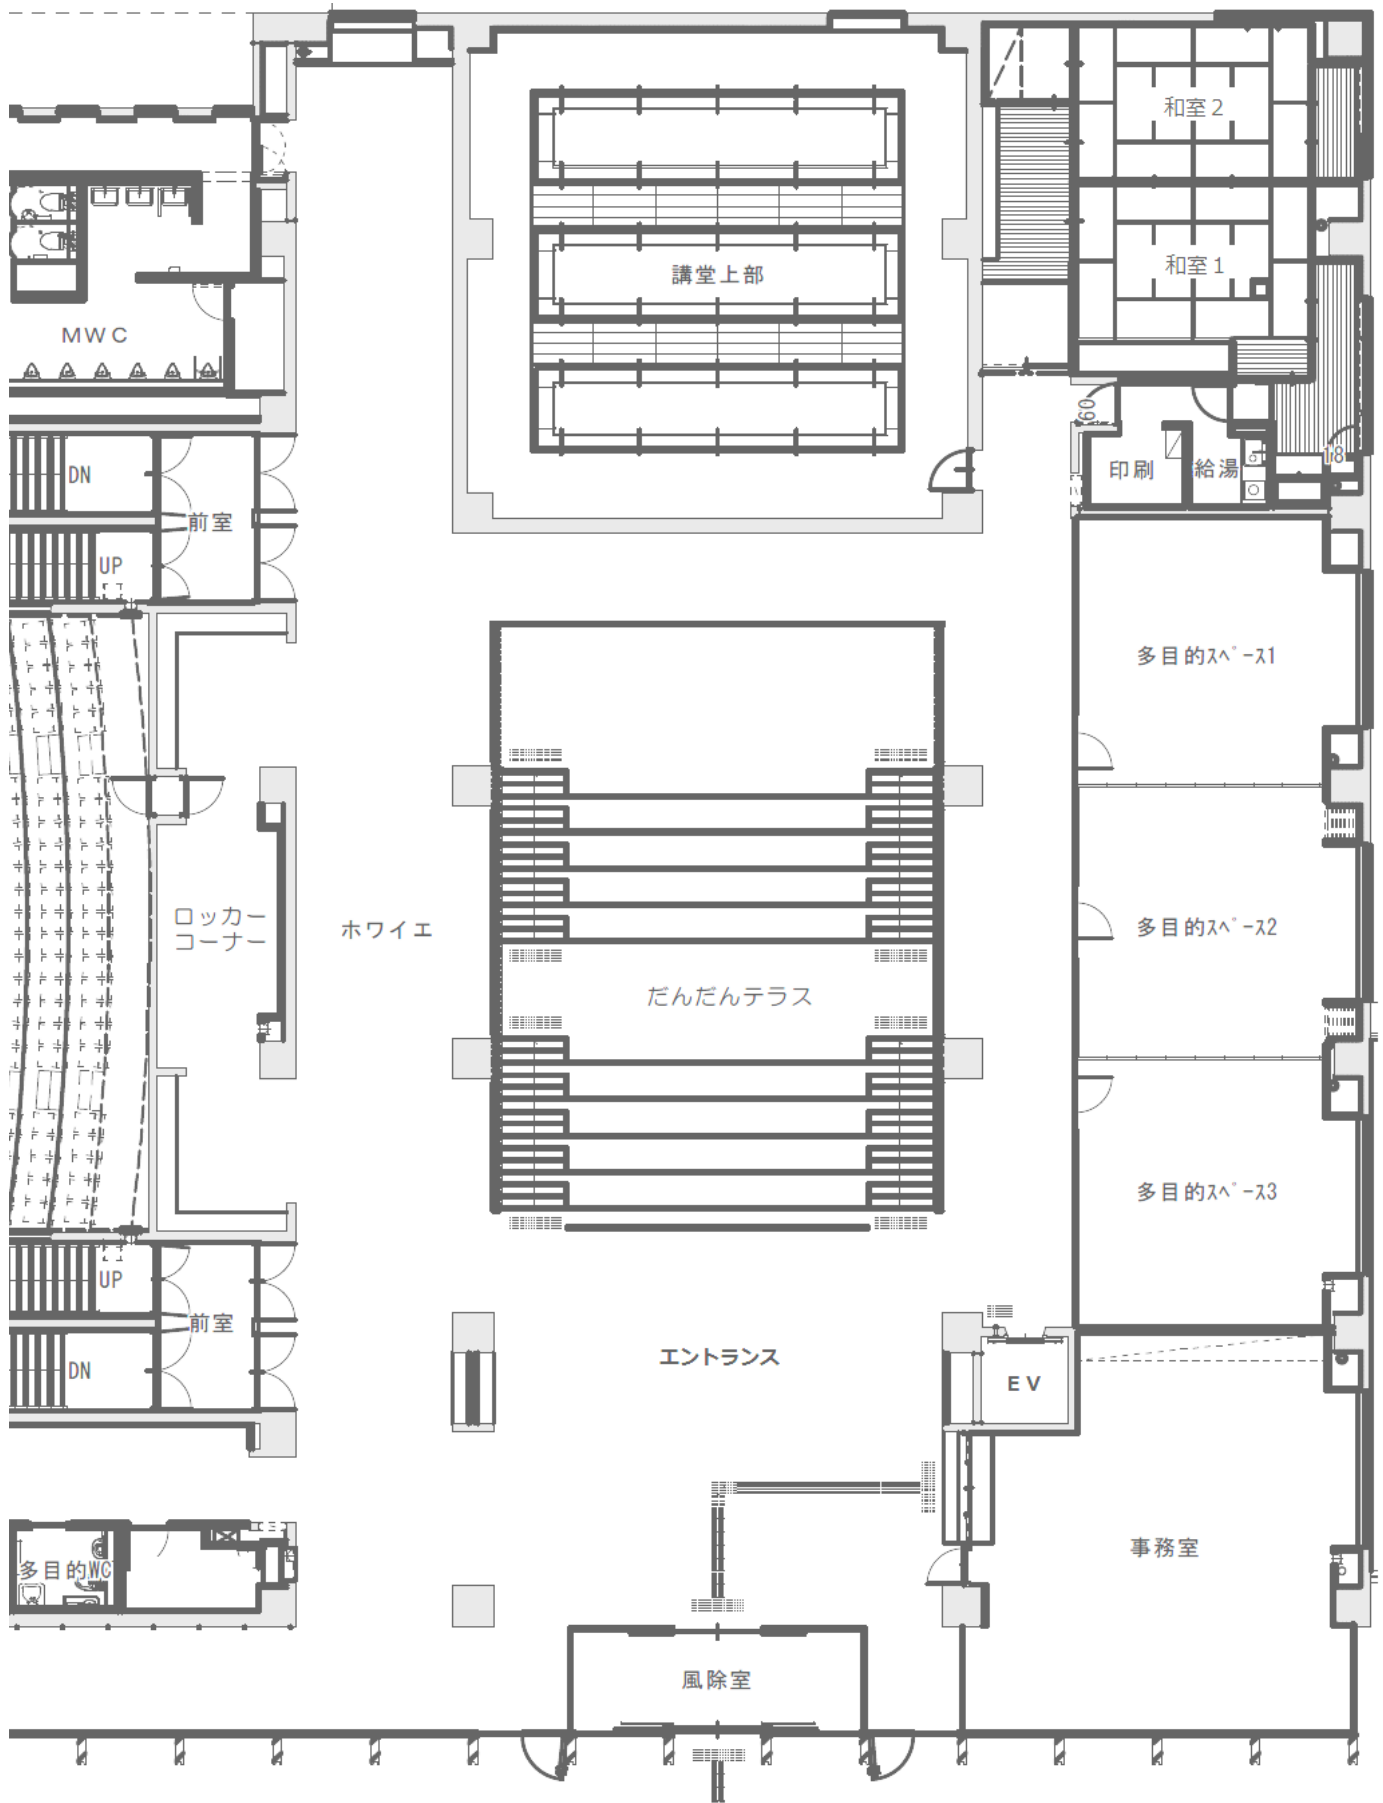 和室2
和室1
講堂上部
MWC
60
18
印刷
給湯
DN
前室
UP
多目的ｽﾍﾟｰｽ1
ロッカー
コーナー
ホワイエ
多目的ｽﾍﾟｰｽ2
だんだんテラス
多目的ｽﾍﾟｰｽ3
UP
前室
DN
エントランス
EV
事務室
多目的WC
風除室